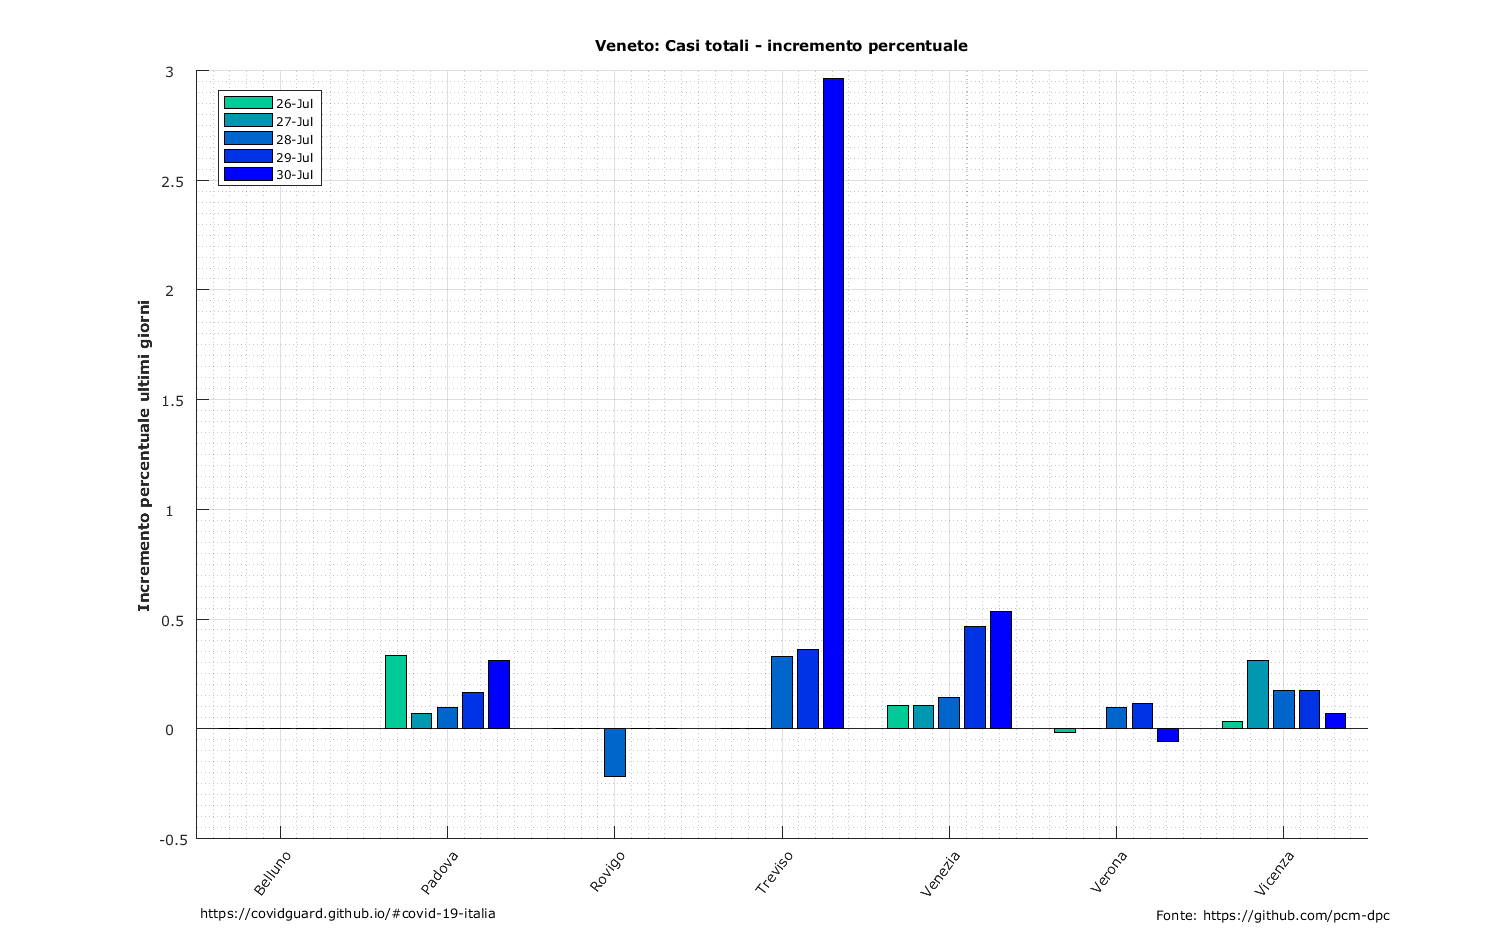 Veneto: Casi totali - incremento percentuale
3
2.5
2
1.5
1
0.5
0
-0.5
Incremento percentuale ultimi giorni
26-Jul
27-Jul
28-Jul
29-Jul
30-Jul
Belluno
Padova
Rovigo
Treviso
Venezia
Verona
Vicenza
https://covidguard.github.io/#covid-19-italia
Fonte: https://github.com/pcm-dpc